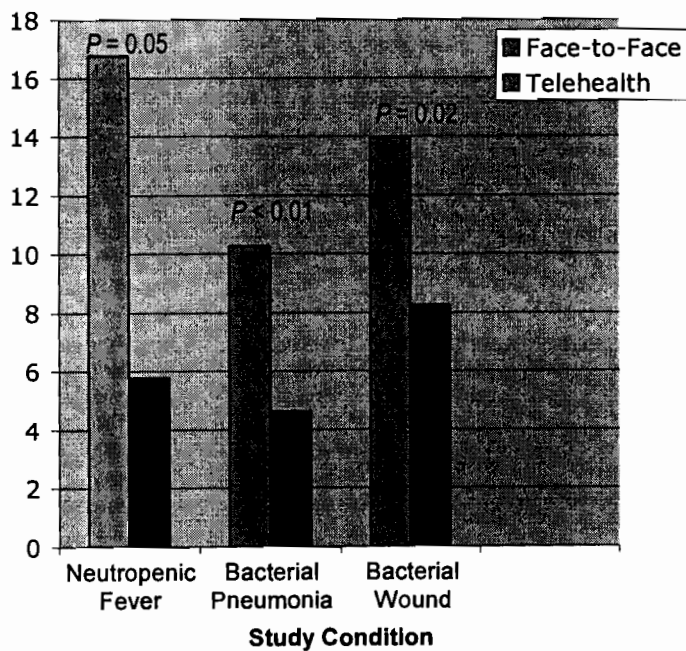 18
16
14
12
10
8
6
4
2
0
P = 0.05
P < 0.01
P = 0.02
Face-to-Face
Telehealth
Neutropenic
Fever
Bacterial
Pneumonia
Bacterial
Wound
Study Condition